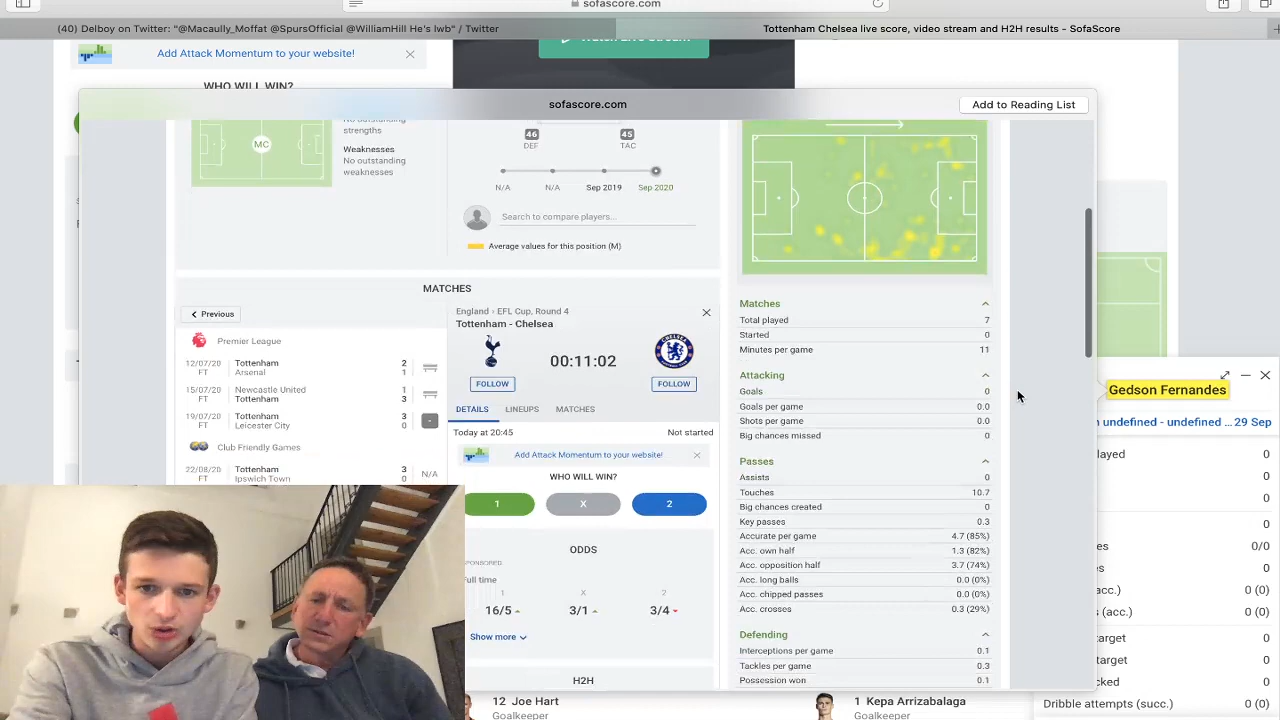 sofascore.com
(40) Delboy on Twitter: "@Macaully_Moffat @SpursOfficial @WilliamHill He's lwb" / Twitter
Tottenham Chelsea live score, video stream and H2H results - SofaScore
Add Attack Momentum to your website!
WHO WILL WIN?
sofascore.com
Add to Reading List
MC
No outstanding
strengths
Weaknesses
No outstanding
weaknesses
46
DEF
45
TAC
N/A
N/A
Sep 2019
Sep 2020
Search to compare players...
Average values for this position (M)
MATCHES
Previous
Premier League
12/07/20
FT
Tottenham
Arsenal
2
1
15/07/20
FT
Newcastle United
Tottenham
1
3
19/07/20
FT
Tottenham
Leicester City
3
0
-
Club Friendly Games
22/08/20
FT
Tottenham
Ipswich Town
3
0
N/A
England › EFL Cup, Round 4
Tottenham - Chelsea
00:11:02
FOLLOW
FOLLOW
DETAILS
LINEUPS
MATCHES
Today at 20:45
Not started
Add Attack Momentum to your website!
WHO WILL WIN?
1
X
2
ODDS
SPONSORED
Full time
1
X
2
16/5
3/1
3/4
Show more
H2H
Matches
Total played 7
Started 0
Minutes per game 11
Attacking
Goals 0
Goals per game 0.0
Shots per game 0.0
Big chances missed 0
Passes
Assists 0
Touches 10.7
Big chances created 0
Key passes 0.3
Accurate per game 4.7 (85%)
Acc. own half 1.3 (82%)
Acc. opposition half 3.7 (74%)
Acc. long balls 0.0 (0%)
Acc. chipped passes 0.0 (0%)
Acc. crosses 0.3 (29%)
Defending
Interceptions per game 0.1
Tackles per game 0.3
Possession won 0.1
Gedson Fernandes
undefined - undefined ... 29 Sep
0
0
0
0/0
0
0 (0)
0 (0)
target 0
target 0
0
Dribble attempts (succ.) 0 (0)
12 Joe Hart
Goalkeeper
1 Kepa Arrizabalaga
Goalkeeper